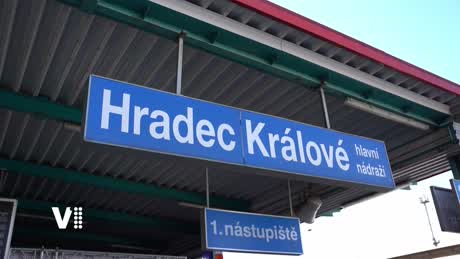 Hradec Králové hlavní
nádraží
1. nástupiště